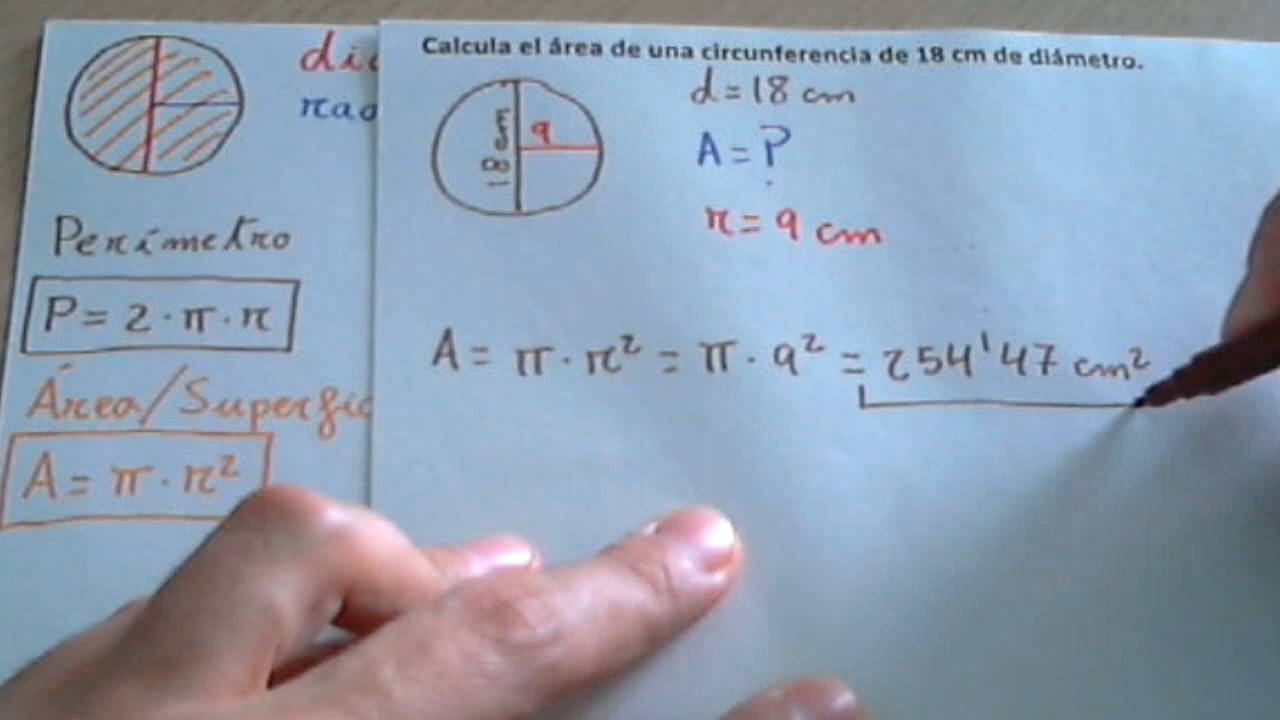 Calcula el área de una circunferencia de 18 cm de diámetro.
18 cm
9
d = 18 cm
A = ?
r = 9 cm
A = π · r² = π · 9² = 254'47 cm²
Perímetro
P = 2 · π · r
Área/Superfic
A = π · r²